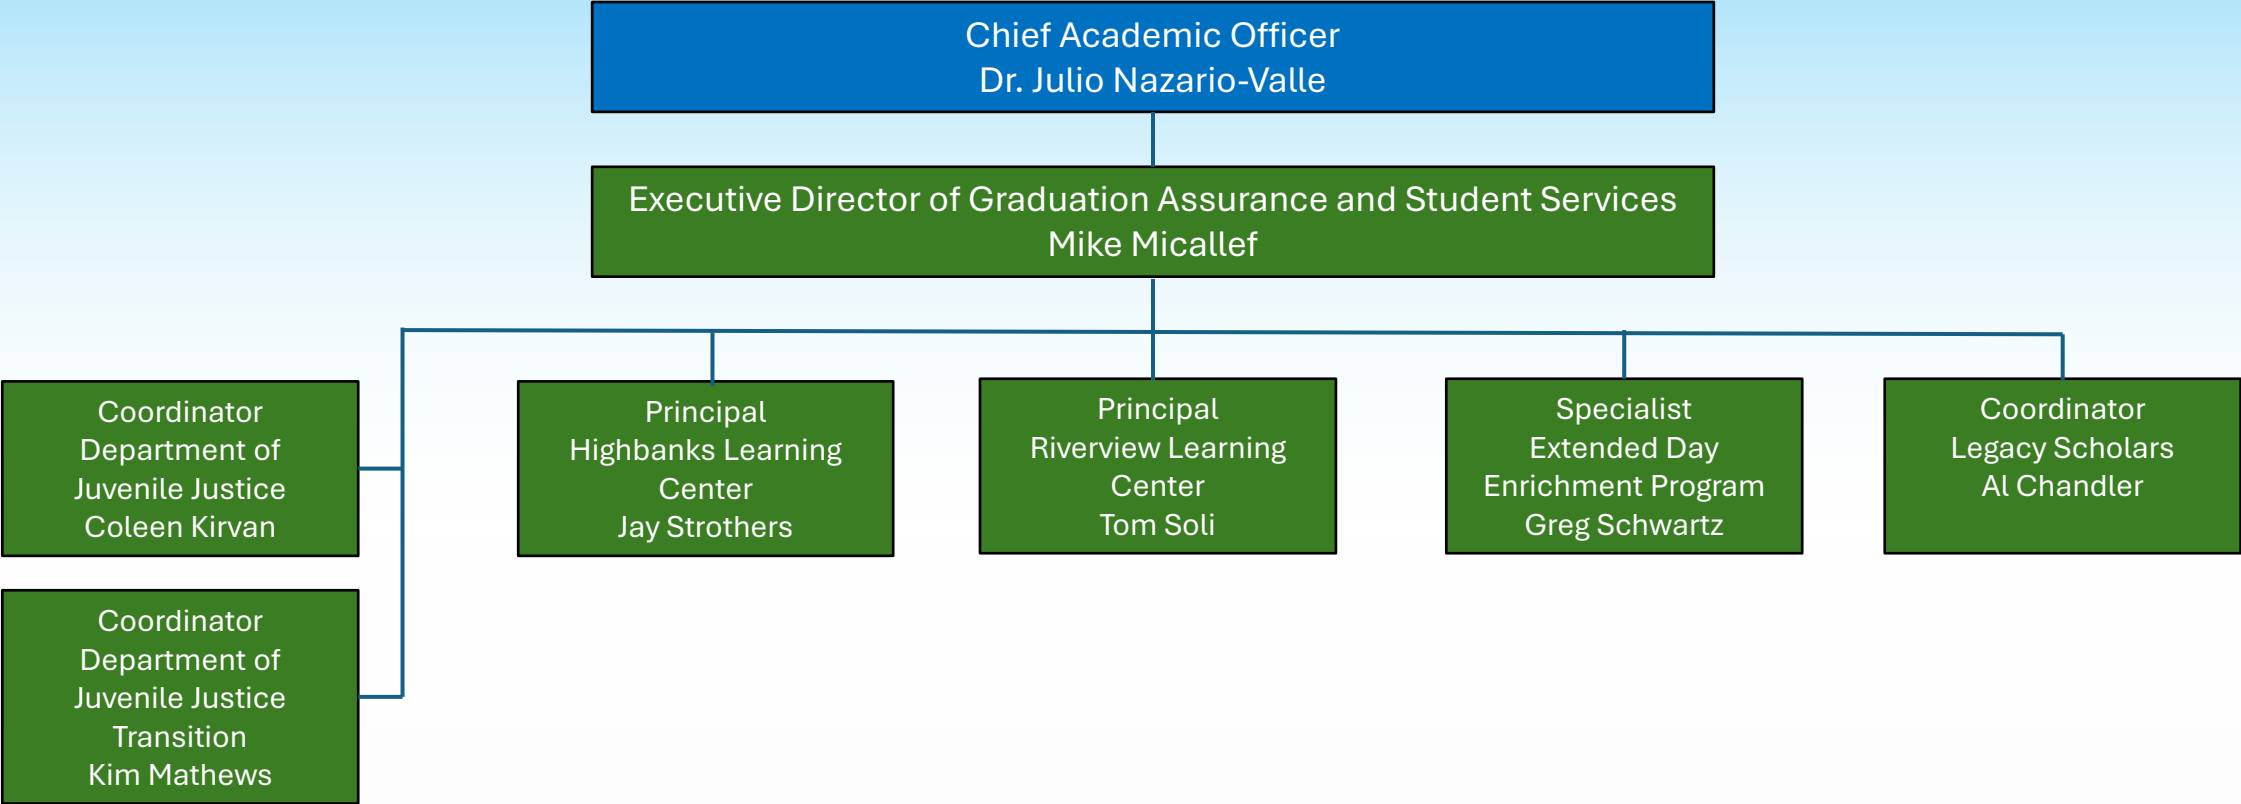 Chief Academic Officer
Dr. Julio Nazario-Valle
Executive Director of Graduation Assurance and Student Services
Mike Micallef
Coordinator
Department of
Juvenile Justice
Coleen Kirvan
Principal
Highbanks Learning
Center
Jay Strothers
Principal
Riverview Learning
Center
Tom Soli
Specialist
Extended Day
Enrichment Program
Greg Schwartz
Coordinator
Legacy Scholars
Al Chandler
Coordinator
Department of
Juvenile Justice
Transition
Kim Mathews